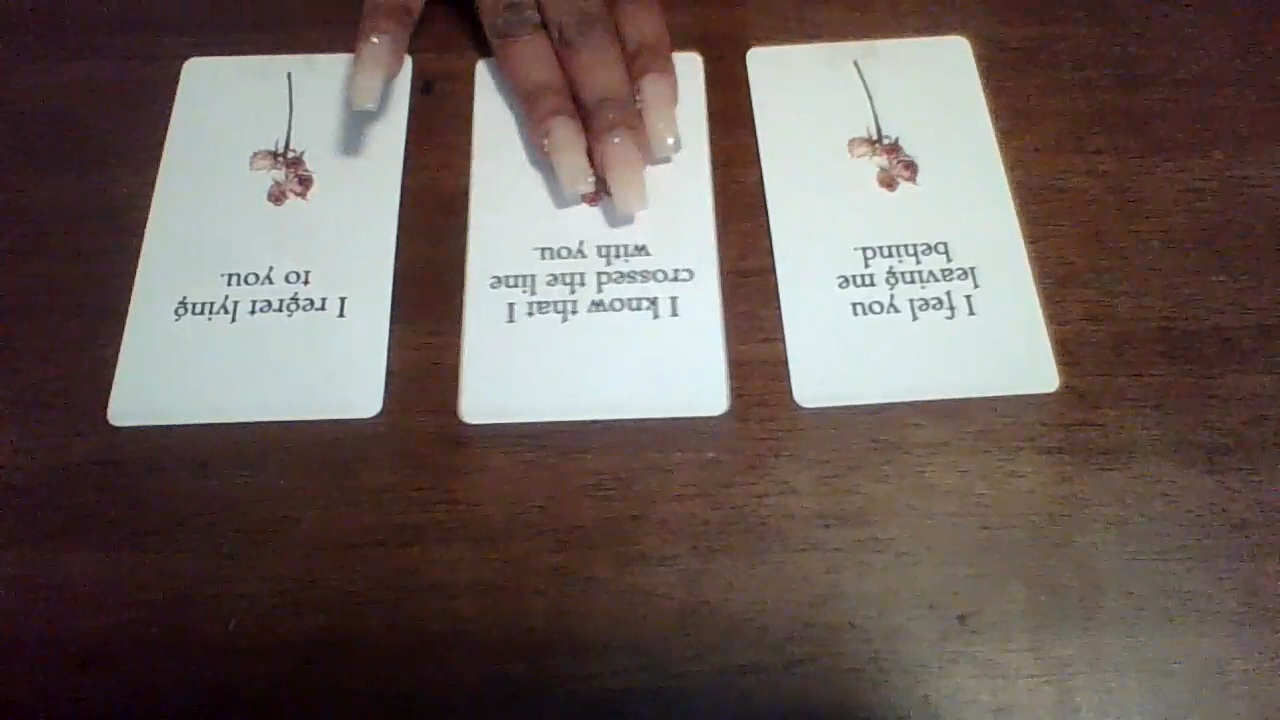 I feel you
leaving me
behind.
I know that I
crossed the line
with you.
I regret lying
to you.